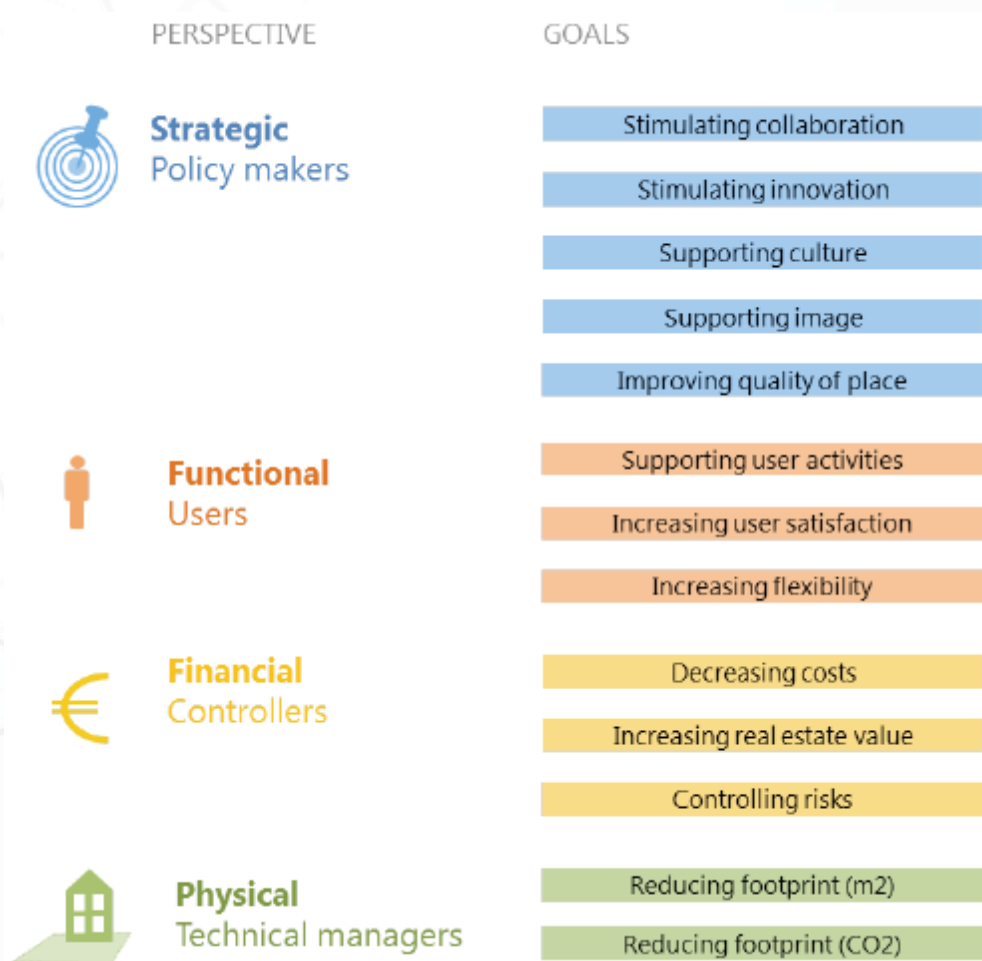 PERSPECTIVE GOALS
Strategic
Policy makers
Stimulating collaboration
Stimulating innovation
Supporting culture
Supporting image
Improving quality of place
Functional
Users
Supporting user activities
Increasing user satisfaction
Increasing flexibility
Financial
Controllers
Decreasing costs
Increasing real estate value
Controlling risks
Physical
Technical managers
Reducing footprint (m2)
Reducing footprint (CO2)